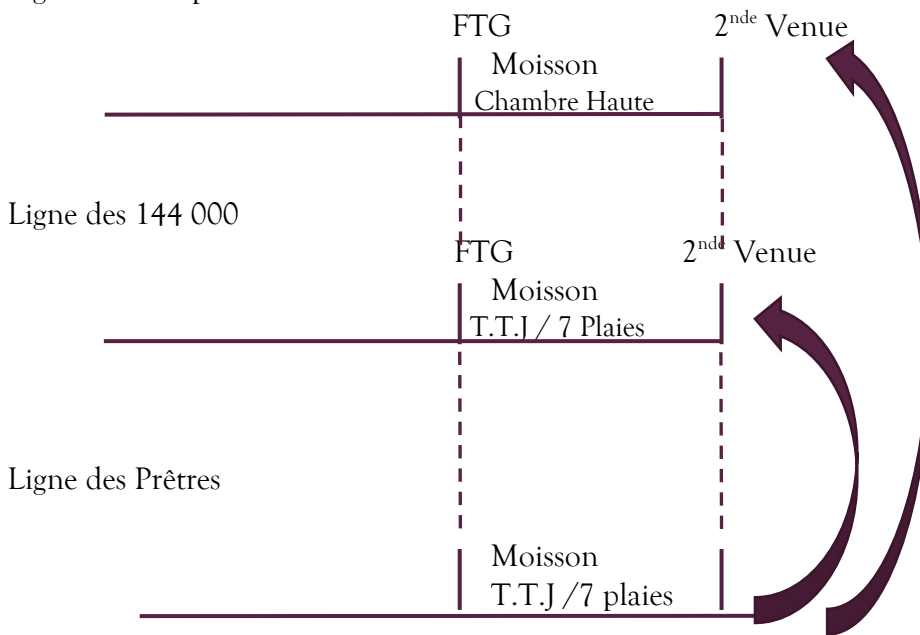 FTG 2nde Venue
Moisson
Chambre Haute
Ligne des 144 000
FTG 2nde Venue
Moisson
T.T.J / 7 Plaies
Ligne des Prêtres
Moisson
T.T.J /7 plaies